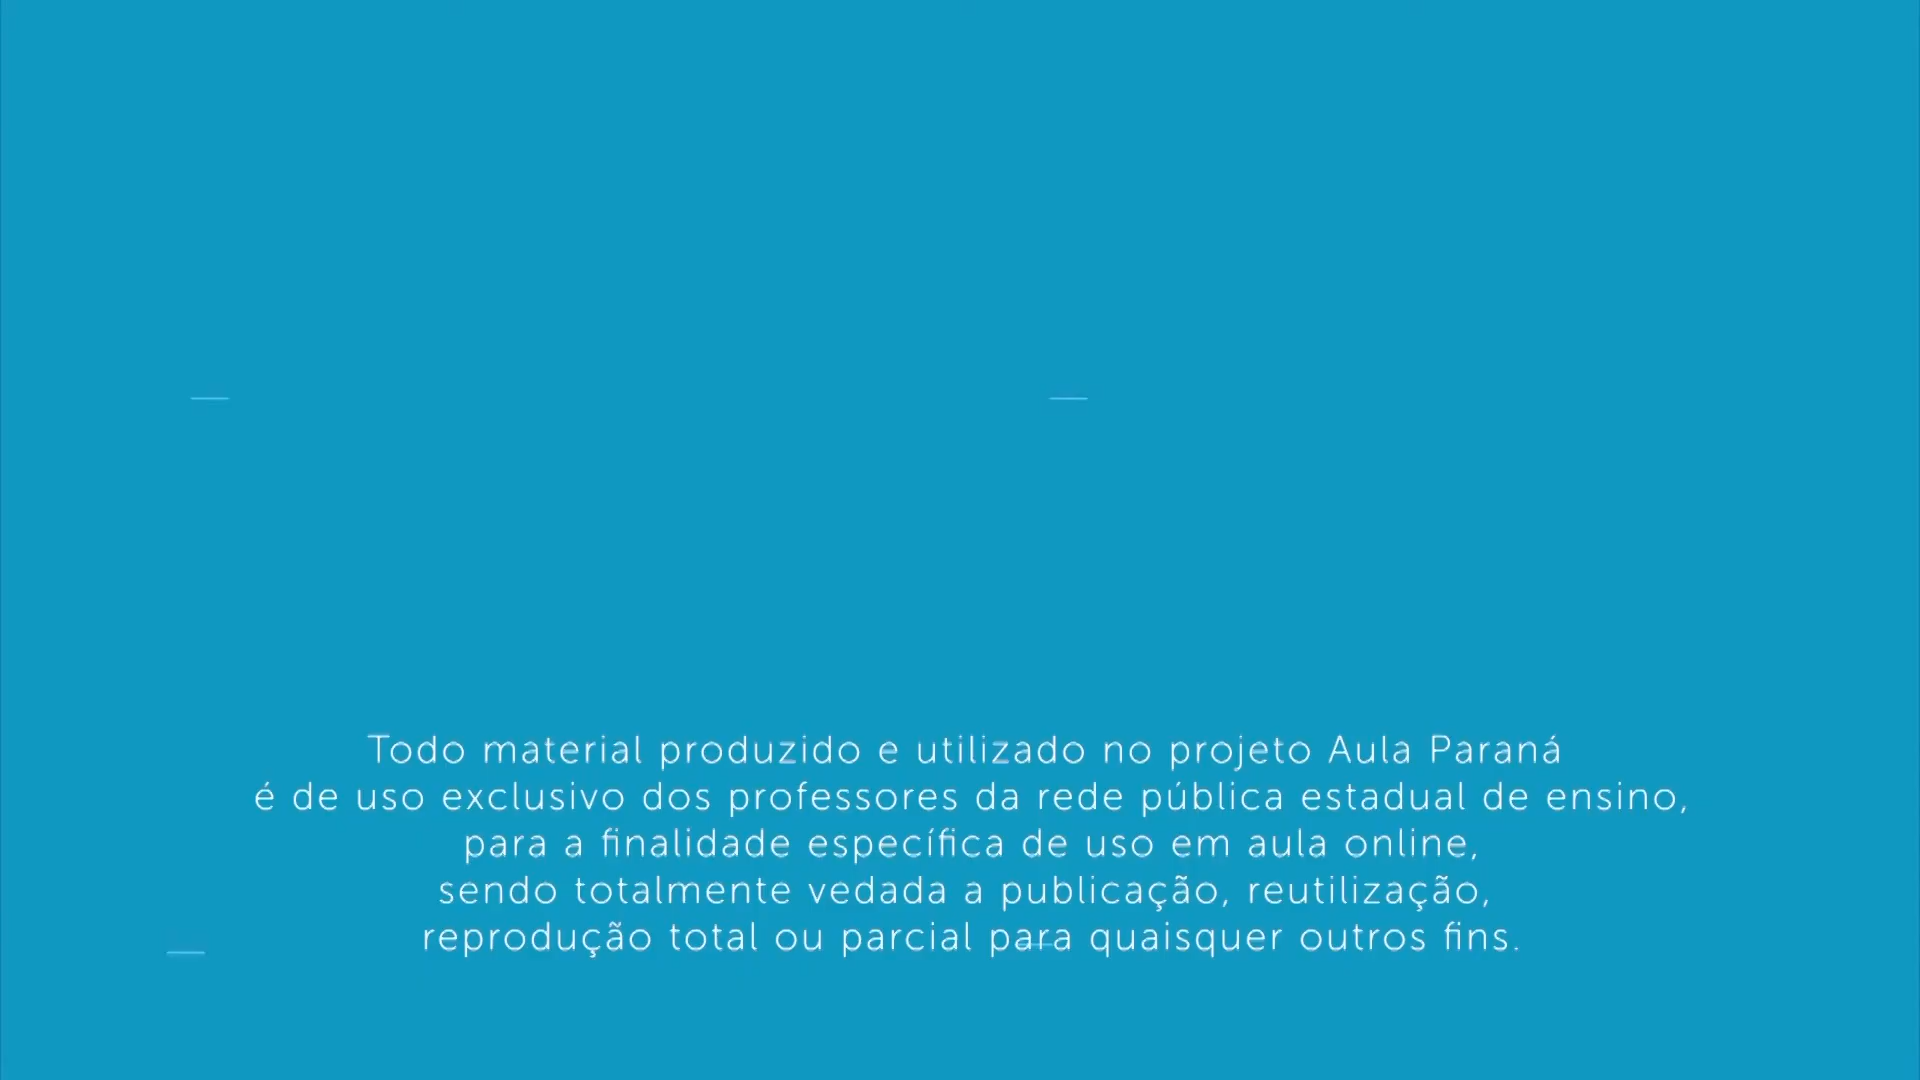 Todo material produzido e utilizado no projeto Aula Paraná
é de uso exclusivo dos professores da rede pública estadual de ensino,
para a finalidade específica de uso em aula online,
sendo totalmente vedada a publicação, reutilização,
reprodução total ou parcial para quaisquer outros fins.